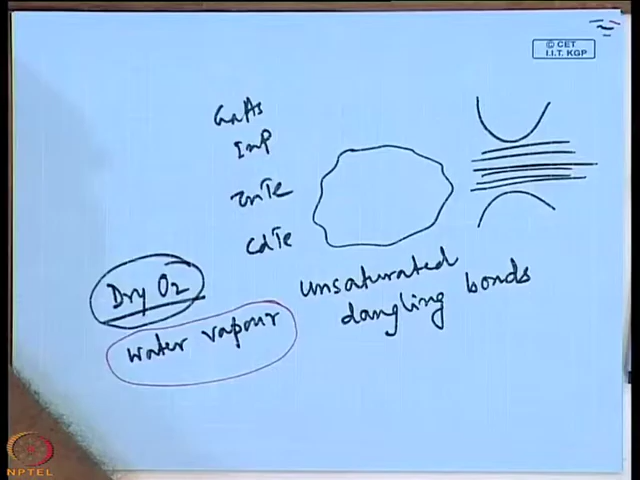 © CET
I.I.T. KGP
GaAs
InP
ZnTe
CdTe
Dry O2
Unsaturated
dangling bonds
Water vapour
NPTEL